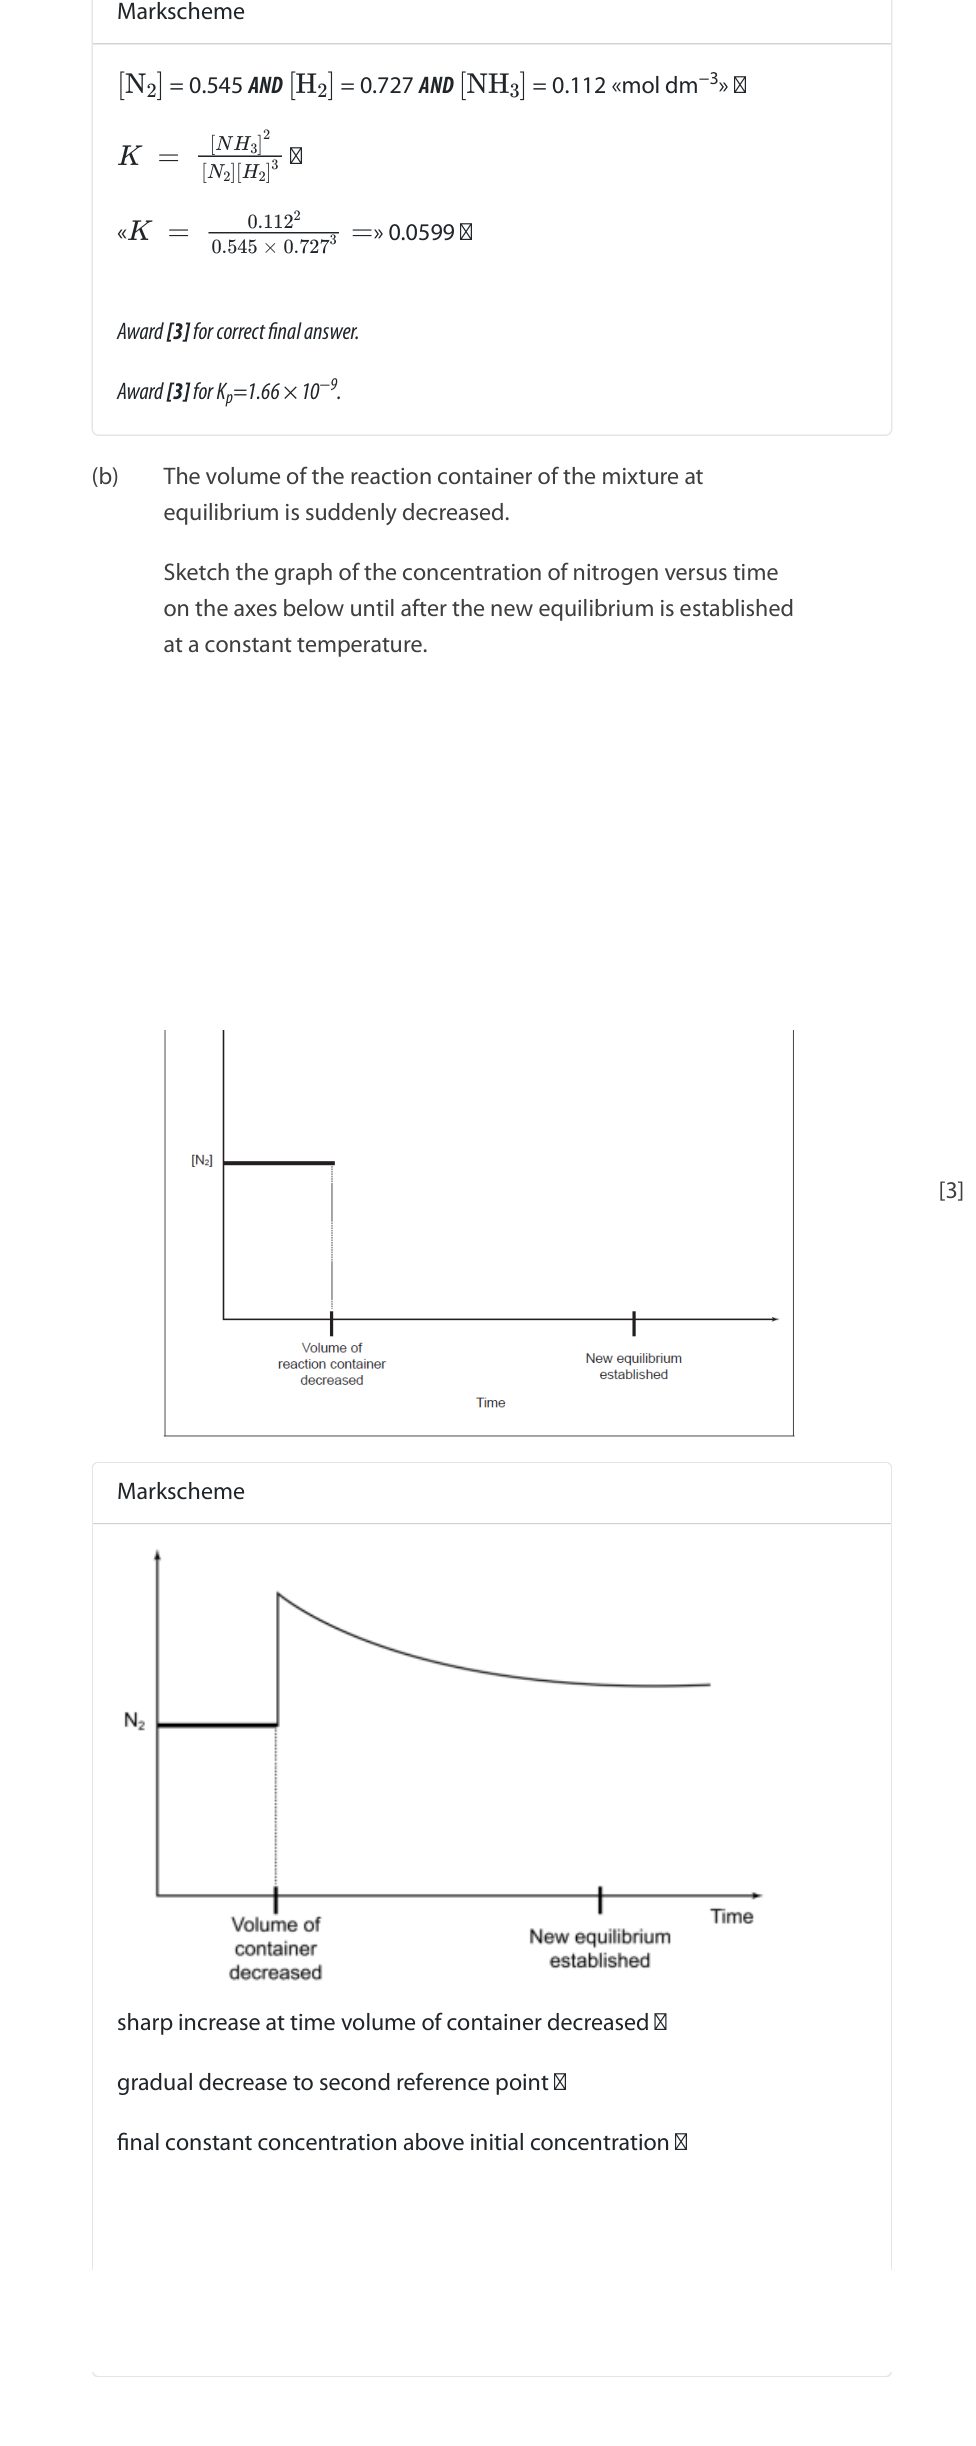 Markscheme
[N₂] = 0.545 AND [H₂] = 0.727 AND [NH₃] = 0.112 «mol dm⁻³»
K = [NH₃]² / [N₂][H₂]³
«K = 0.112² / 0.545 × 0.727³ =» 0.0599
Award [3] for correct final answer.
Award [3] for Kₚ=1.66 × 10⁻⁹.
(b) The volume of the reaction container of the mixture at
equilibrium is suddenly decreased.
Sketch the graph of the concentration of nitrogen versus time
on the axes below until after the new equilibrium is established
at a constant temperature.
[N₂]
[3]
Volume of
reaction container
decreased
New equilibrium
established
Time
Markscheme
N₂
Time
Volume of
container
decreased
New equilibrium
established
sharp increase at time volume of container decreased
gradual decrease to second reference point
final constant concentration above initial concentration